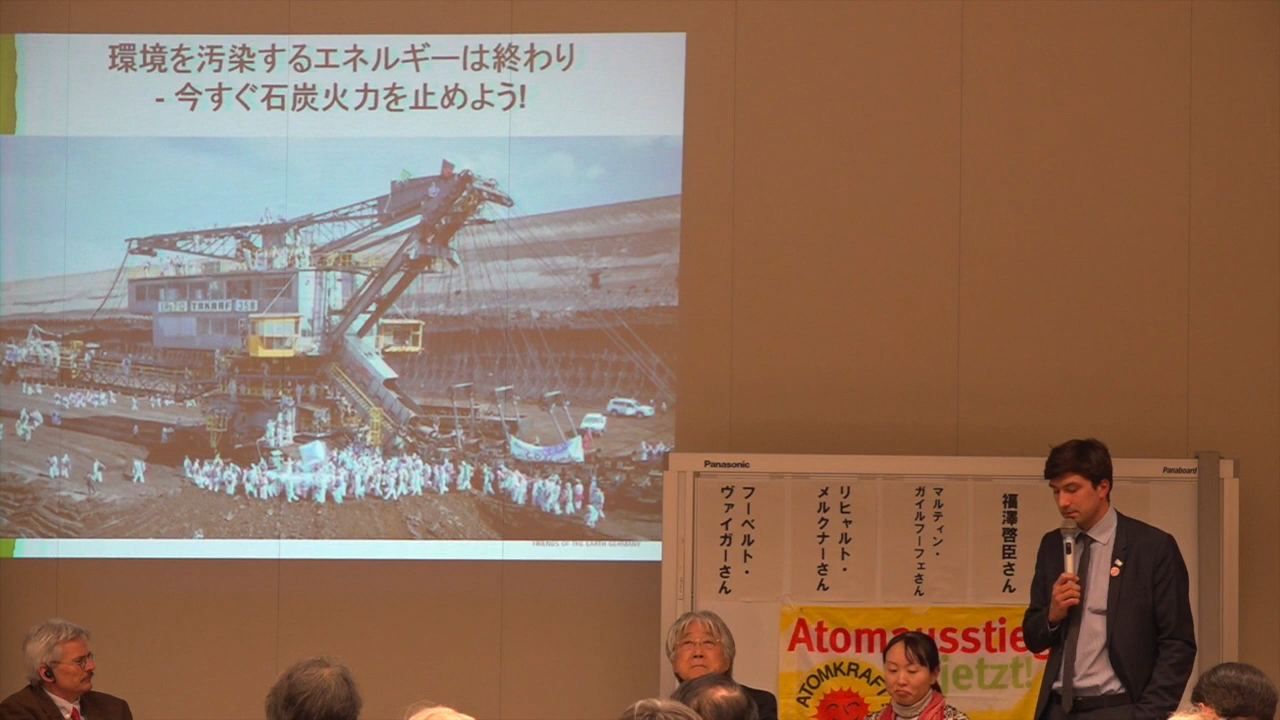 環境を汚染するエネルギーは終わり
- 今すぐ石炭火力を止めよう!
TAKRAF 358
FRIENDS OF THE EARTH GERMANY
Panasonic
Panaboard
フーベルト・
ヴァイガーさん
リヒャルト・
メルクナーさん
マルティン・
ガイルフーフェさん
福澤啓臣さん
Atomausstieg
jetzt!
ATOMKRAFT